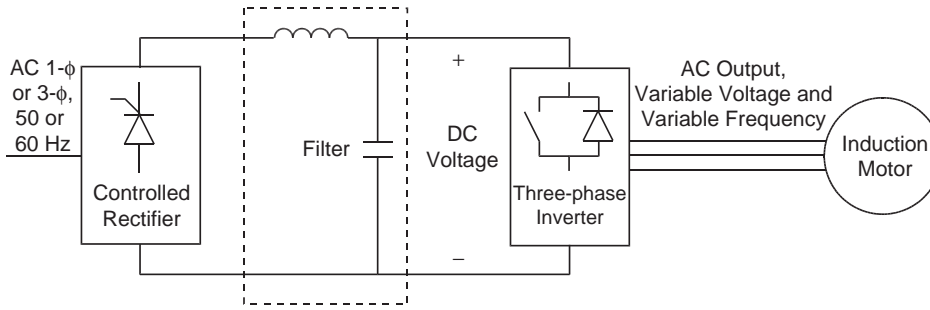 AC 1-ϕ
or 3-ϕ,
50 or
60 Hz
Controlled
Rectifier
Filter
+
DC
Voltage
−
Three-phase
Inverter
AC Output,
Variable Voltage and
Variable Frequency
Induction
Motor